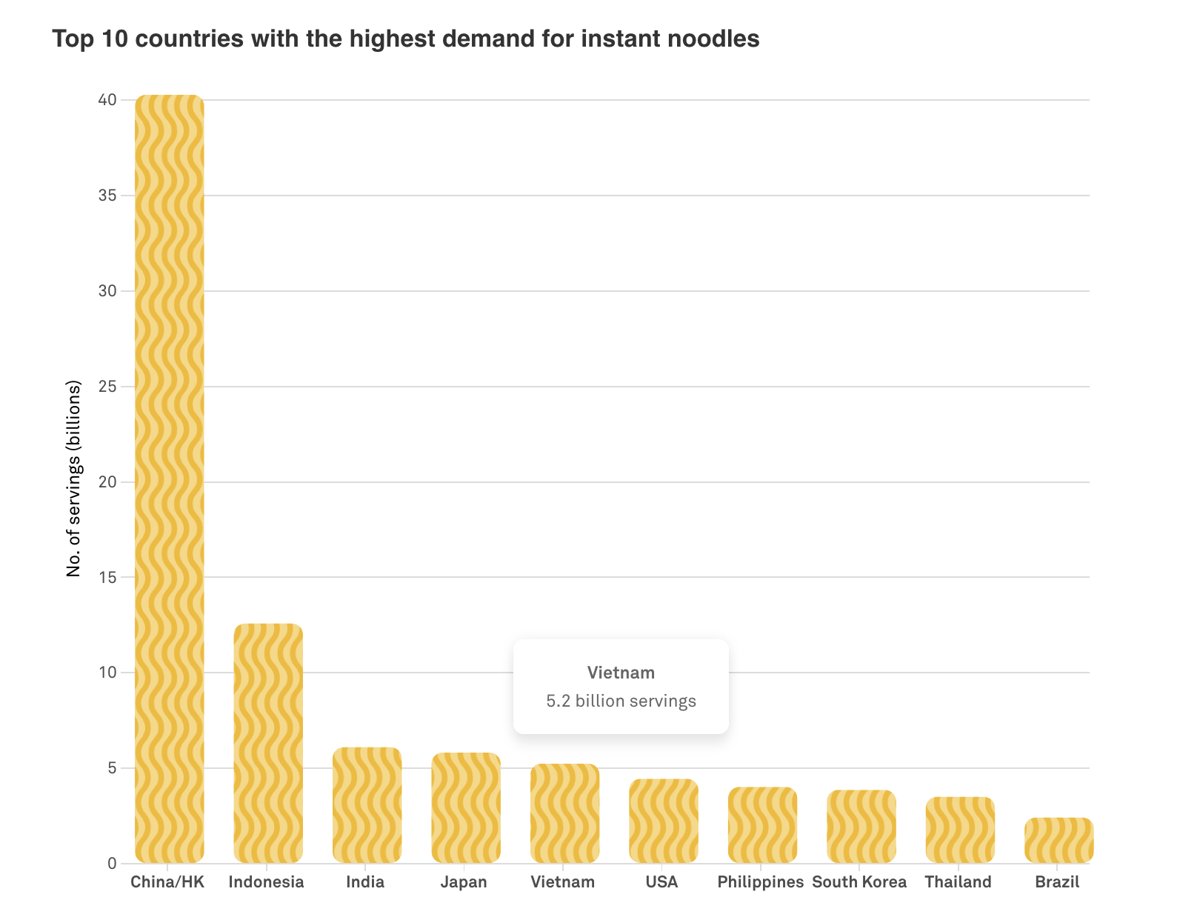 Top 10 countries with the highest demand for instant noodles
No. of servings (billions)
40
35
30
25
20
15
10
5
0
Vietnam
5.2 billion servings
China/HK Indonesia India Japan Vietnam USA Philippines South Korea Thailand Brazil